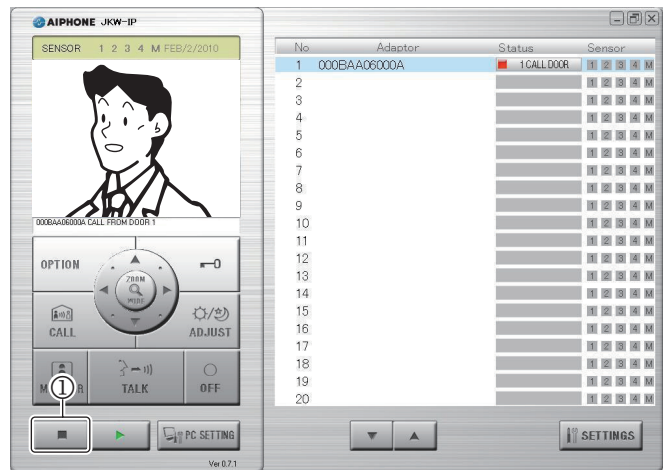 AIPHONE JKW-IP
SENSOR 1 2 3 4 M FEB/2/2010
000BAA06000A CALL FROM DOOR 1
OPTION
ZOOM
WIDE
CALL
ADJUST
①
TALK
OFF
PC SETTING
Ver 0.7.1
No Adaptor Status Sensor
1 000BAA06000A 1 CALL DOOR 1 2 3 4 M
2 1 2 3 4 M
3 1 2 3 4 M
4 1 2 3 4 M
5 1 2 3 4 M
6 1 2 3 4 M
7 1 2 3 4 M
8 1 2 3 4 M
9 1 2 3 4 M
10 1 2 3 4 M
11 1 2 3 4 M
12 1 2 3 4 M
13 1 2 3 4 M
14 1 2 3 4 M
15 1 2 3 4 M
16 1 2 3 4 M
17 1 2 3 4 M
18 1 2 3 4 M
19 1 2 3 4 M
20 1 2 3 4 M
SETTINGS